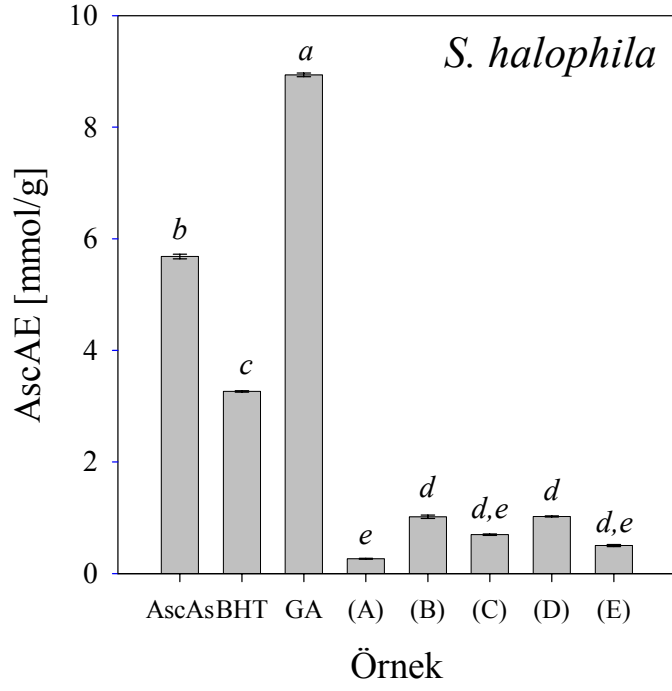 S. halophila
AscAE [mmol/g]
10
8
6
4
2
0
a
b
c
d
d
d,e
d,e
e
AscAs BHT GA (A) (B) (C) (D) (E)
Örnek